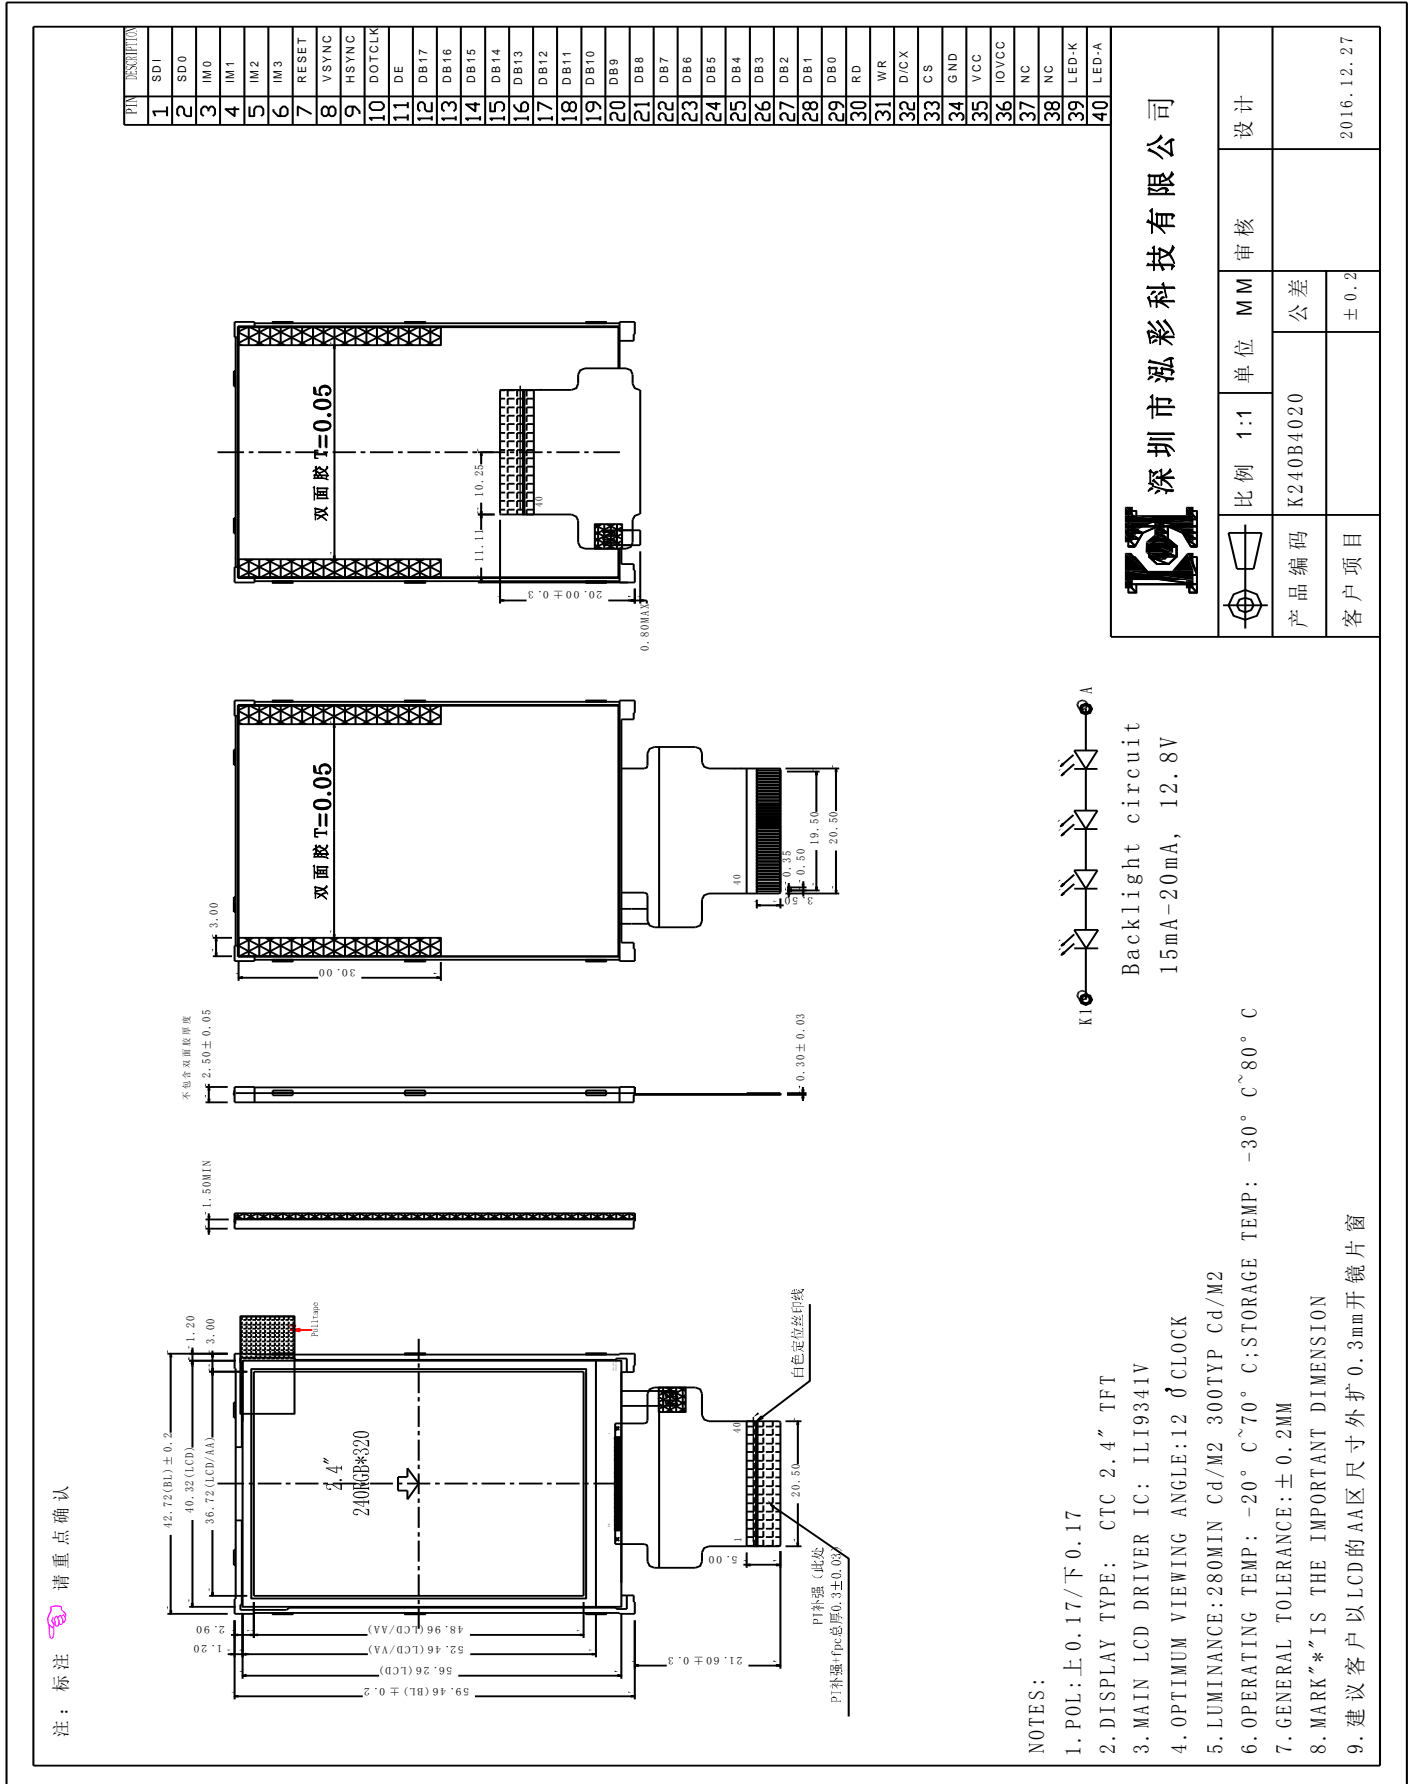 注：标注 请重点确认
42.72(BL)±0.2
40.32(LCD)
36.72(LCD/AA)
1.20
3.00
Pulltape
2.4″
240RGB*320
2.90
1.20
48.96(LCD/AA)
52.46(LCD/VA)
56.26(LCD)
59.46(BL)±0.2
21.60±0.3
5.00
20.50
1
40
白色定位丝印线
PI补强（此处
PI补强+fpc总厚0.3±0.03）
1.50MIN
不包含双面胶厚度
2.50±0.05
0.30±0.03
3.00
30.00
双面胶T=0.05
40
3.50
0.35
0.50
19.50
20.50
双面胶T=0.05
11.11
10.25
40
20.00±0.3
0.80MAX
PIN DESCRIPTION
1 SDI
2 SD0
3 IM0
4 IM1
5 IM2
6 IM3
7 RESET
8 VSYNC
9 HSYNC
10 DOTCLK
11 DE
12 DB17
13 DB16
14 DB15
15 DB14
16 DB13
17 DB12
18 DB11
19 DB10
20 DB9
21 DB8
22 DB7
23 DB6
24 DB5
25 DB4
26 DB3
27 DB2
28 DB1
29 DB0
30 RD
31 WR
32 D/CX
33 CS
34 GND
35 VCC
36 IOVCC
37 NC
38 NC
39 LED-K
40 LED-A
K1
A
Backlight circuit
15mA-20mA, 12.8V
NOTES:
1.POL:上0.17/下0.17
2.DISPLAY TYPE: CTC 2.4″ TFT
3.MAIN LCD DRIVER IC: ILI9341V
4.OPTIMUM VIEWING ANGLE:12 O'CLOCK
5.LUMINANCE:280MIN Cd/M2 300TYP Cd/M2
6.OPERATING TEMP: -20° C~70° C;STORAGE TEMP: -30° C~80° C
7.GENERAL TOLERANCE:±0.2MM
8.MARK″*″IS THE IMPORTANT DIMENSION
9.建议客户以LCD的AA区尺寸外扩0.3mm开镜片窗
深圳市泓彩科技有限公司
比例 1:1 单位 MM 审核 设计
产品编码 K240B4020 公差
客户项目 ±0.2 2016.12.27